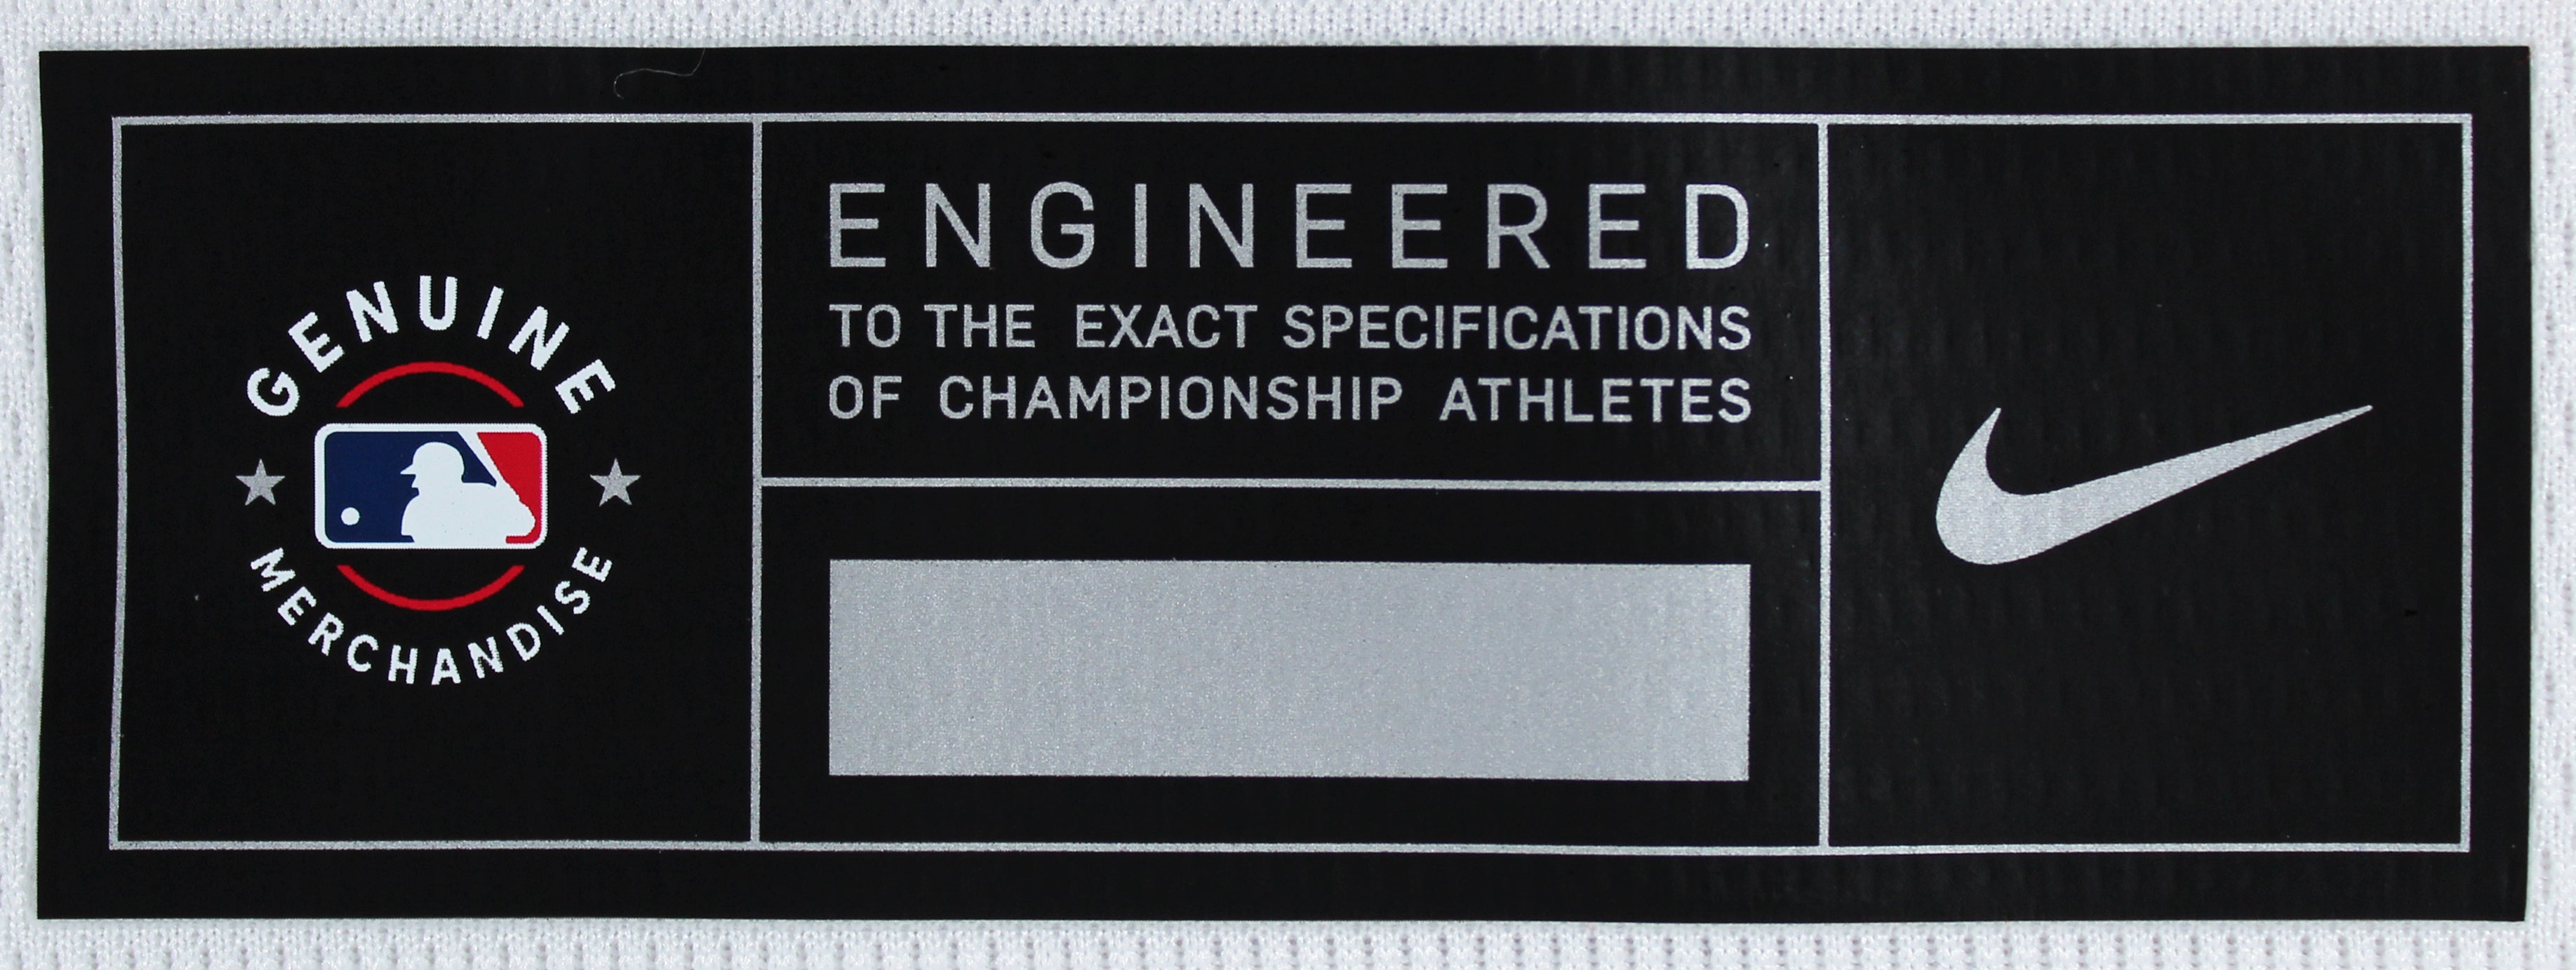 GENUINE
MERCHANDISE
ENGINEERED
TO THE EXACT SPECIFICATIONS
OF CHAMPIONSHIP ATHLETES